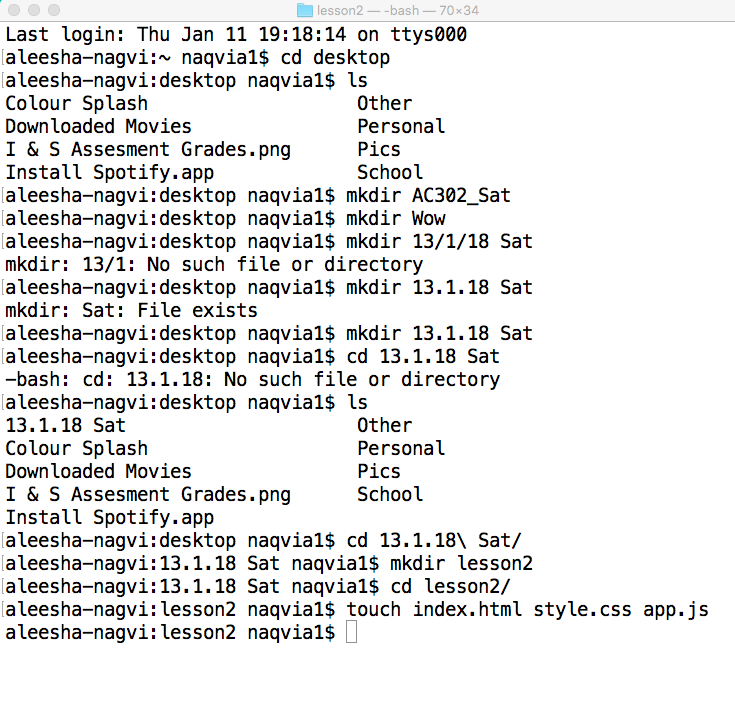 lesson2 — -bash — 70×34
Last login: Thu Jan 11 19:18:14 on ttys000
aleesha-nagvi:~ naqvia1$ cd desktop
aleesha-nagvi:desktop naqvia1$ ls
Colour Splash Other
Downloaded Movies Personal
I & S Assesment Grades.png Pics
Install Spotify.app School
aleesha-nagvi:desktop naqvia1$ mkdir AC302_Sat
aleesha-nagvi:desktop naqvia1$ mkdir Wow
aleesha-nagvi:desktop naqvia1$ mkdir 13/1/18 Sat
mkdir: 13/1: No such file or directory
aleesha-nagvi:desktop naqvia1$ mkdir 13.1.18 Sat
mkdir: Sat: File exists
aleesha-nagvi:desktop naqvia1$ mkdir 13.1.18 Sat
aleesha-nagvi:desktop naqvia1$ cd 13.1.18 Sat
-bash: cd: 13.1.18: No such file or directory
aleesha-nagvi:desktop naqvia1$ ls
13.1.18 Sat Other
Colour Splash Personal
Downloaded Movies Pics
I & S Assesment Grades.png School
Install Spotify.app
aleesha-nagvi:desktop naqvia1$ cd 13.1.18\ Sat/
aleesha-nagvi:13.1.18 Sat naqvia1$ mkdir lesson2
aleesha-nagvi:13.1.18 Sat naqvia1$ cd lesson2/
aleesha-nagvi:lesson2 naqvia1$ touch index.html style.css app.js
aleesha-nagvi:lesson2 naqvia1$